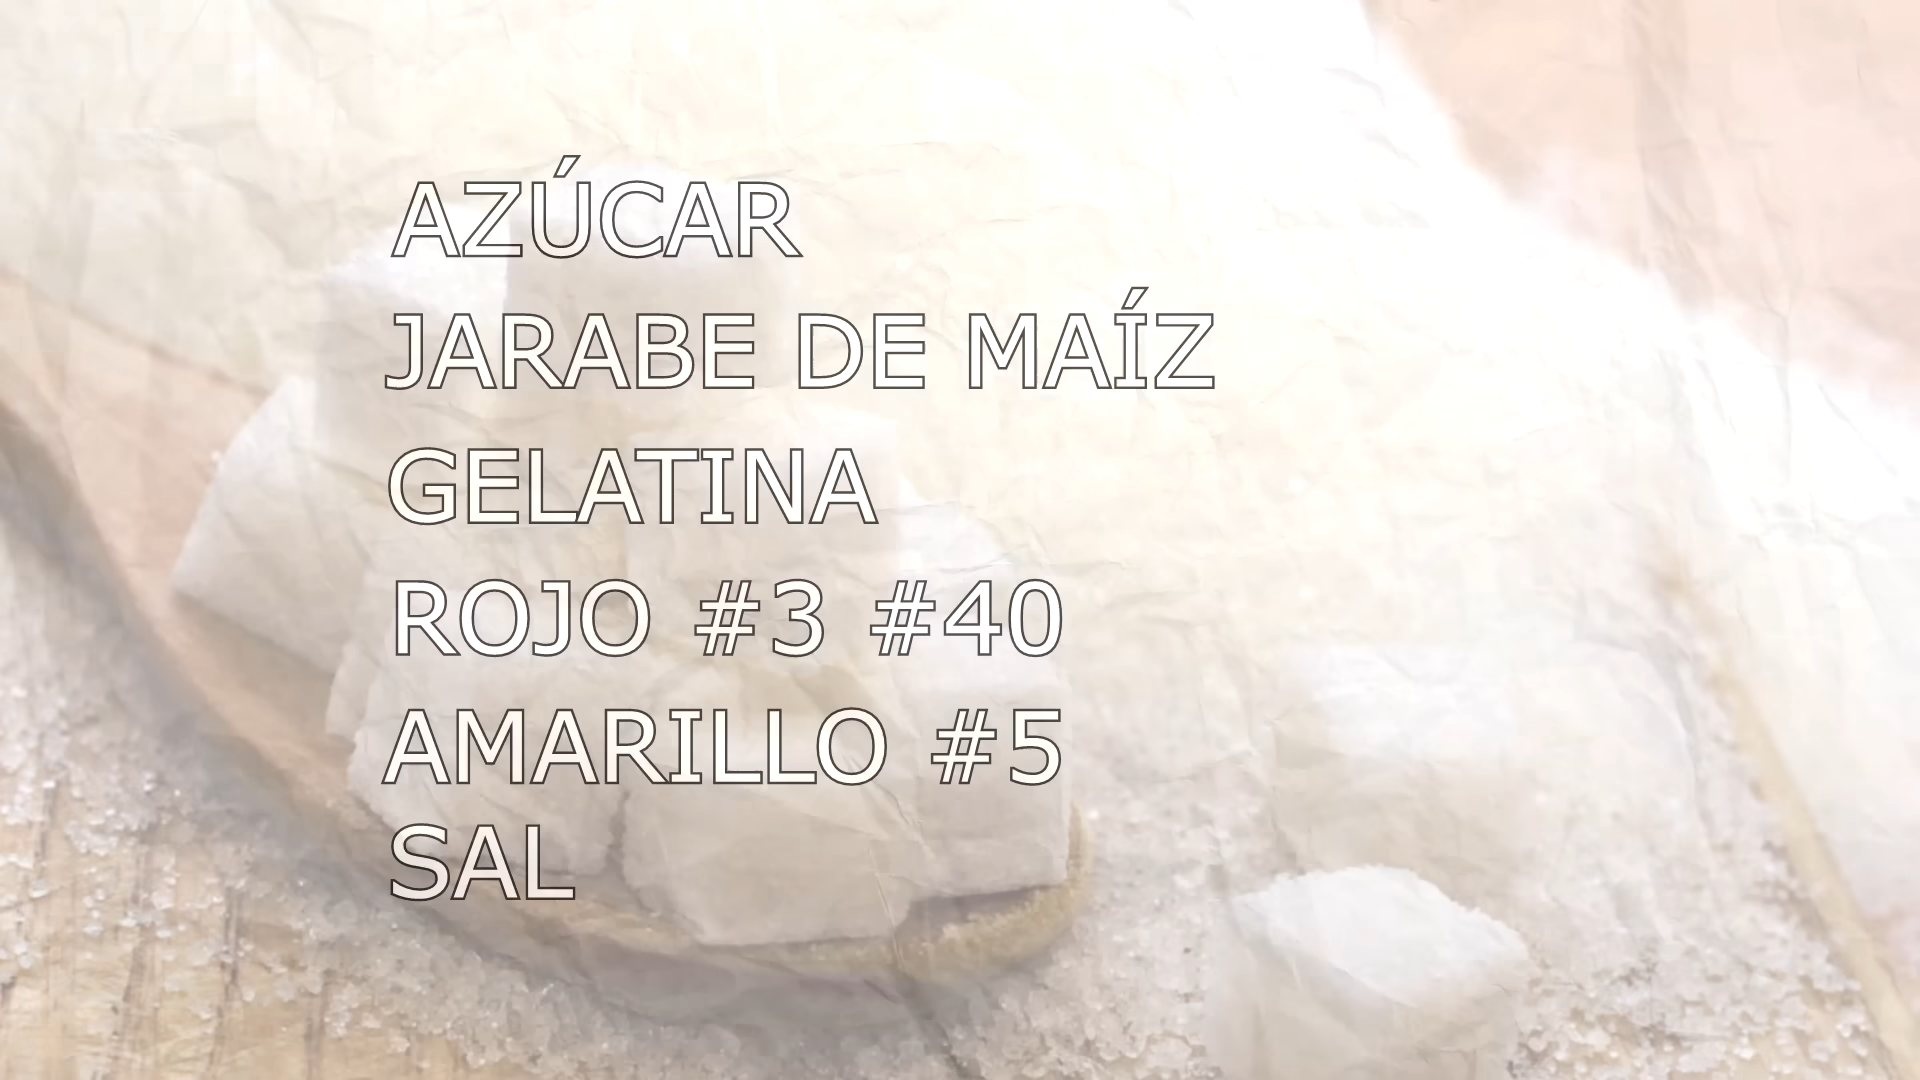 AZÚCAR
JARABE DE MAÍZ
GELATINA
ROJO #3 #40
AMARILLO #5
SAL